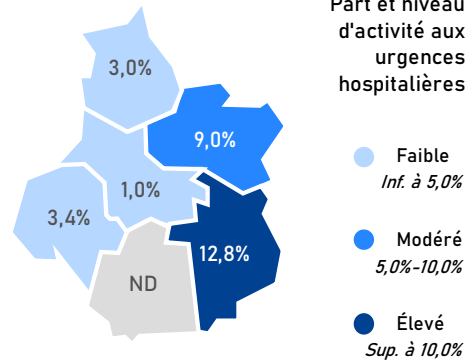 Part et niveau
d'activité aux
urgences
hospitalières
3,0%
9,0%
1,0%
3,4%
12,8%
ND
Faible
Inf. à 5,0%
Modéré
5,0%-10,0%
Élevé
Sup. à 10,0%